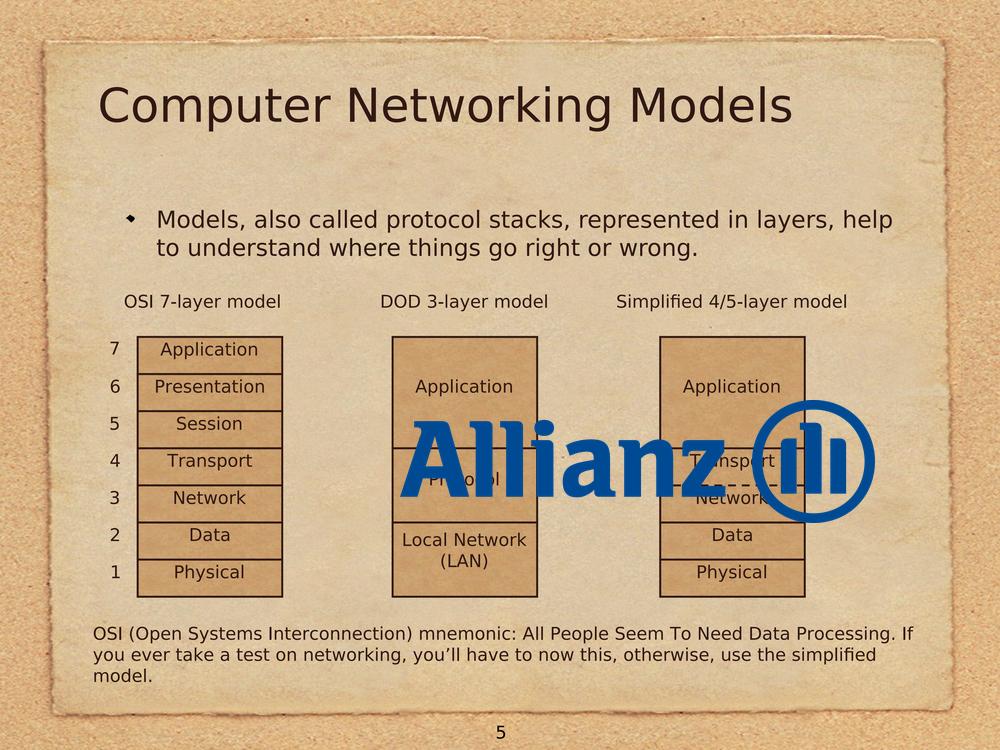 Computer Networking Models
Models, also called protocol stacks, represented in layers, help
to understand where things go right or wrong.
OSI 7-layer model
DOD 3-layer model
Simplified 4/5-layer model
7 Application
6 Presentation
5 Session
4 Transport
3 Network
2 Data
1 Physical
Application
Protocol
Local Network
(LAN)
Application
Transport
Network
Data
Physical
Allianz
OSI (Open Systems Interconnection) mnemonic: All People Seem To Need Data Processing. If
you ever take a test on networking, you’ll have to now this, otherwise, use the simplified
model.
5